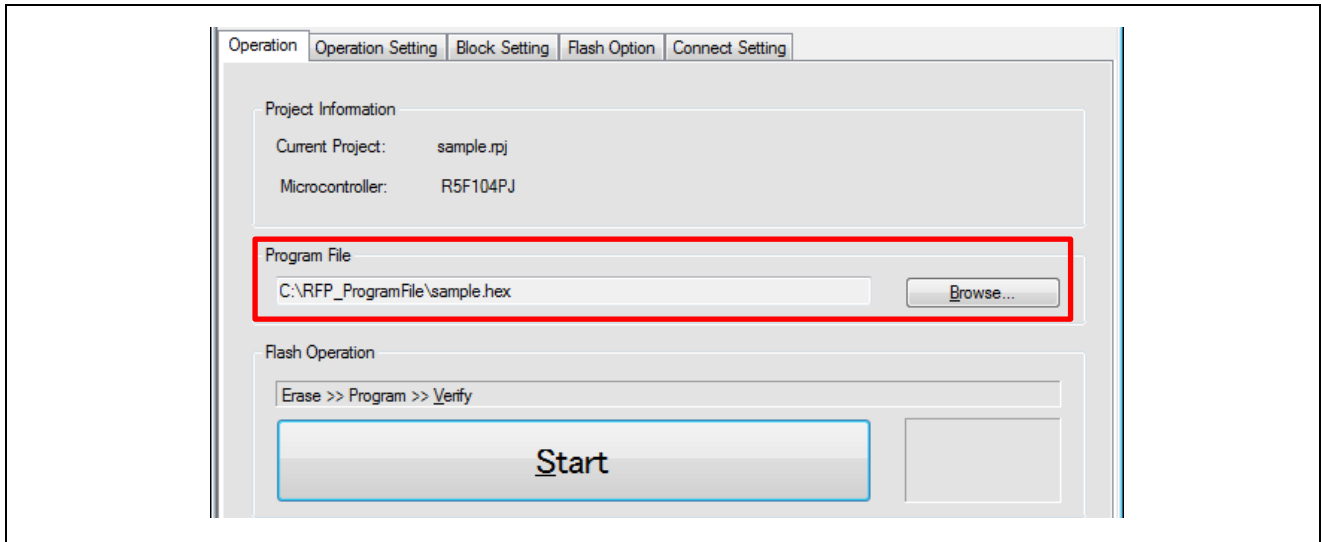 Operation Operation Setting Block Setting Flash Option Connect Setting
Project Information
Current Project: sample.rpj
Microcontroller: R5F104PJ
Program File
C:\RFP_ProgramFile\sample.hex Browse...
Flash Operation
Erase >> Program >> Verify
Start